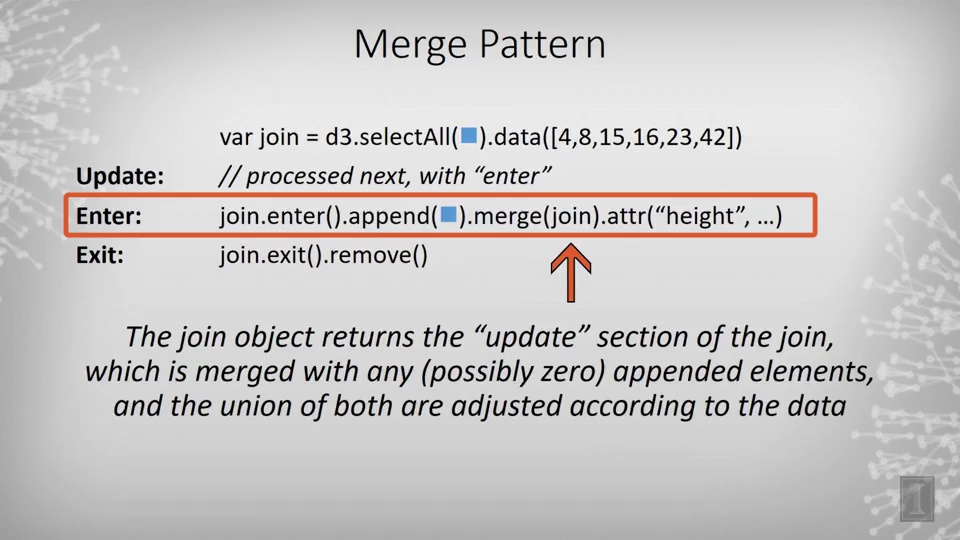 Merge Pattern
var join = d3.selectAll(■).data([4,8,15,16,23,42])
Update: // processed next, with “enter”
Enter: join.enter().append(■).merge(join).attr(“height”, …)
Exit: join.exit().remove()
The join object returns the “update” section of the join,
which is merged with any (possibly zero) appended elements,
and the union of both are adjusted according to the data